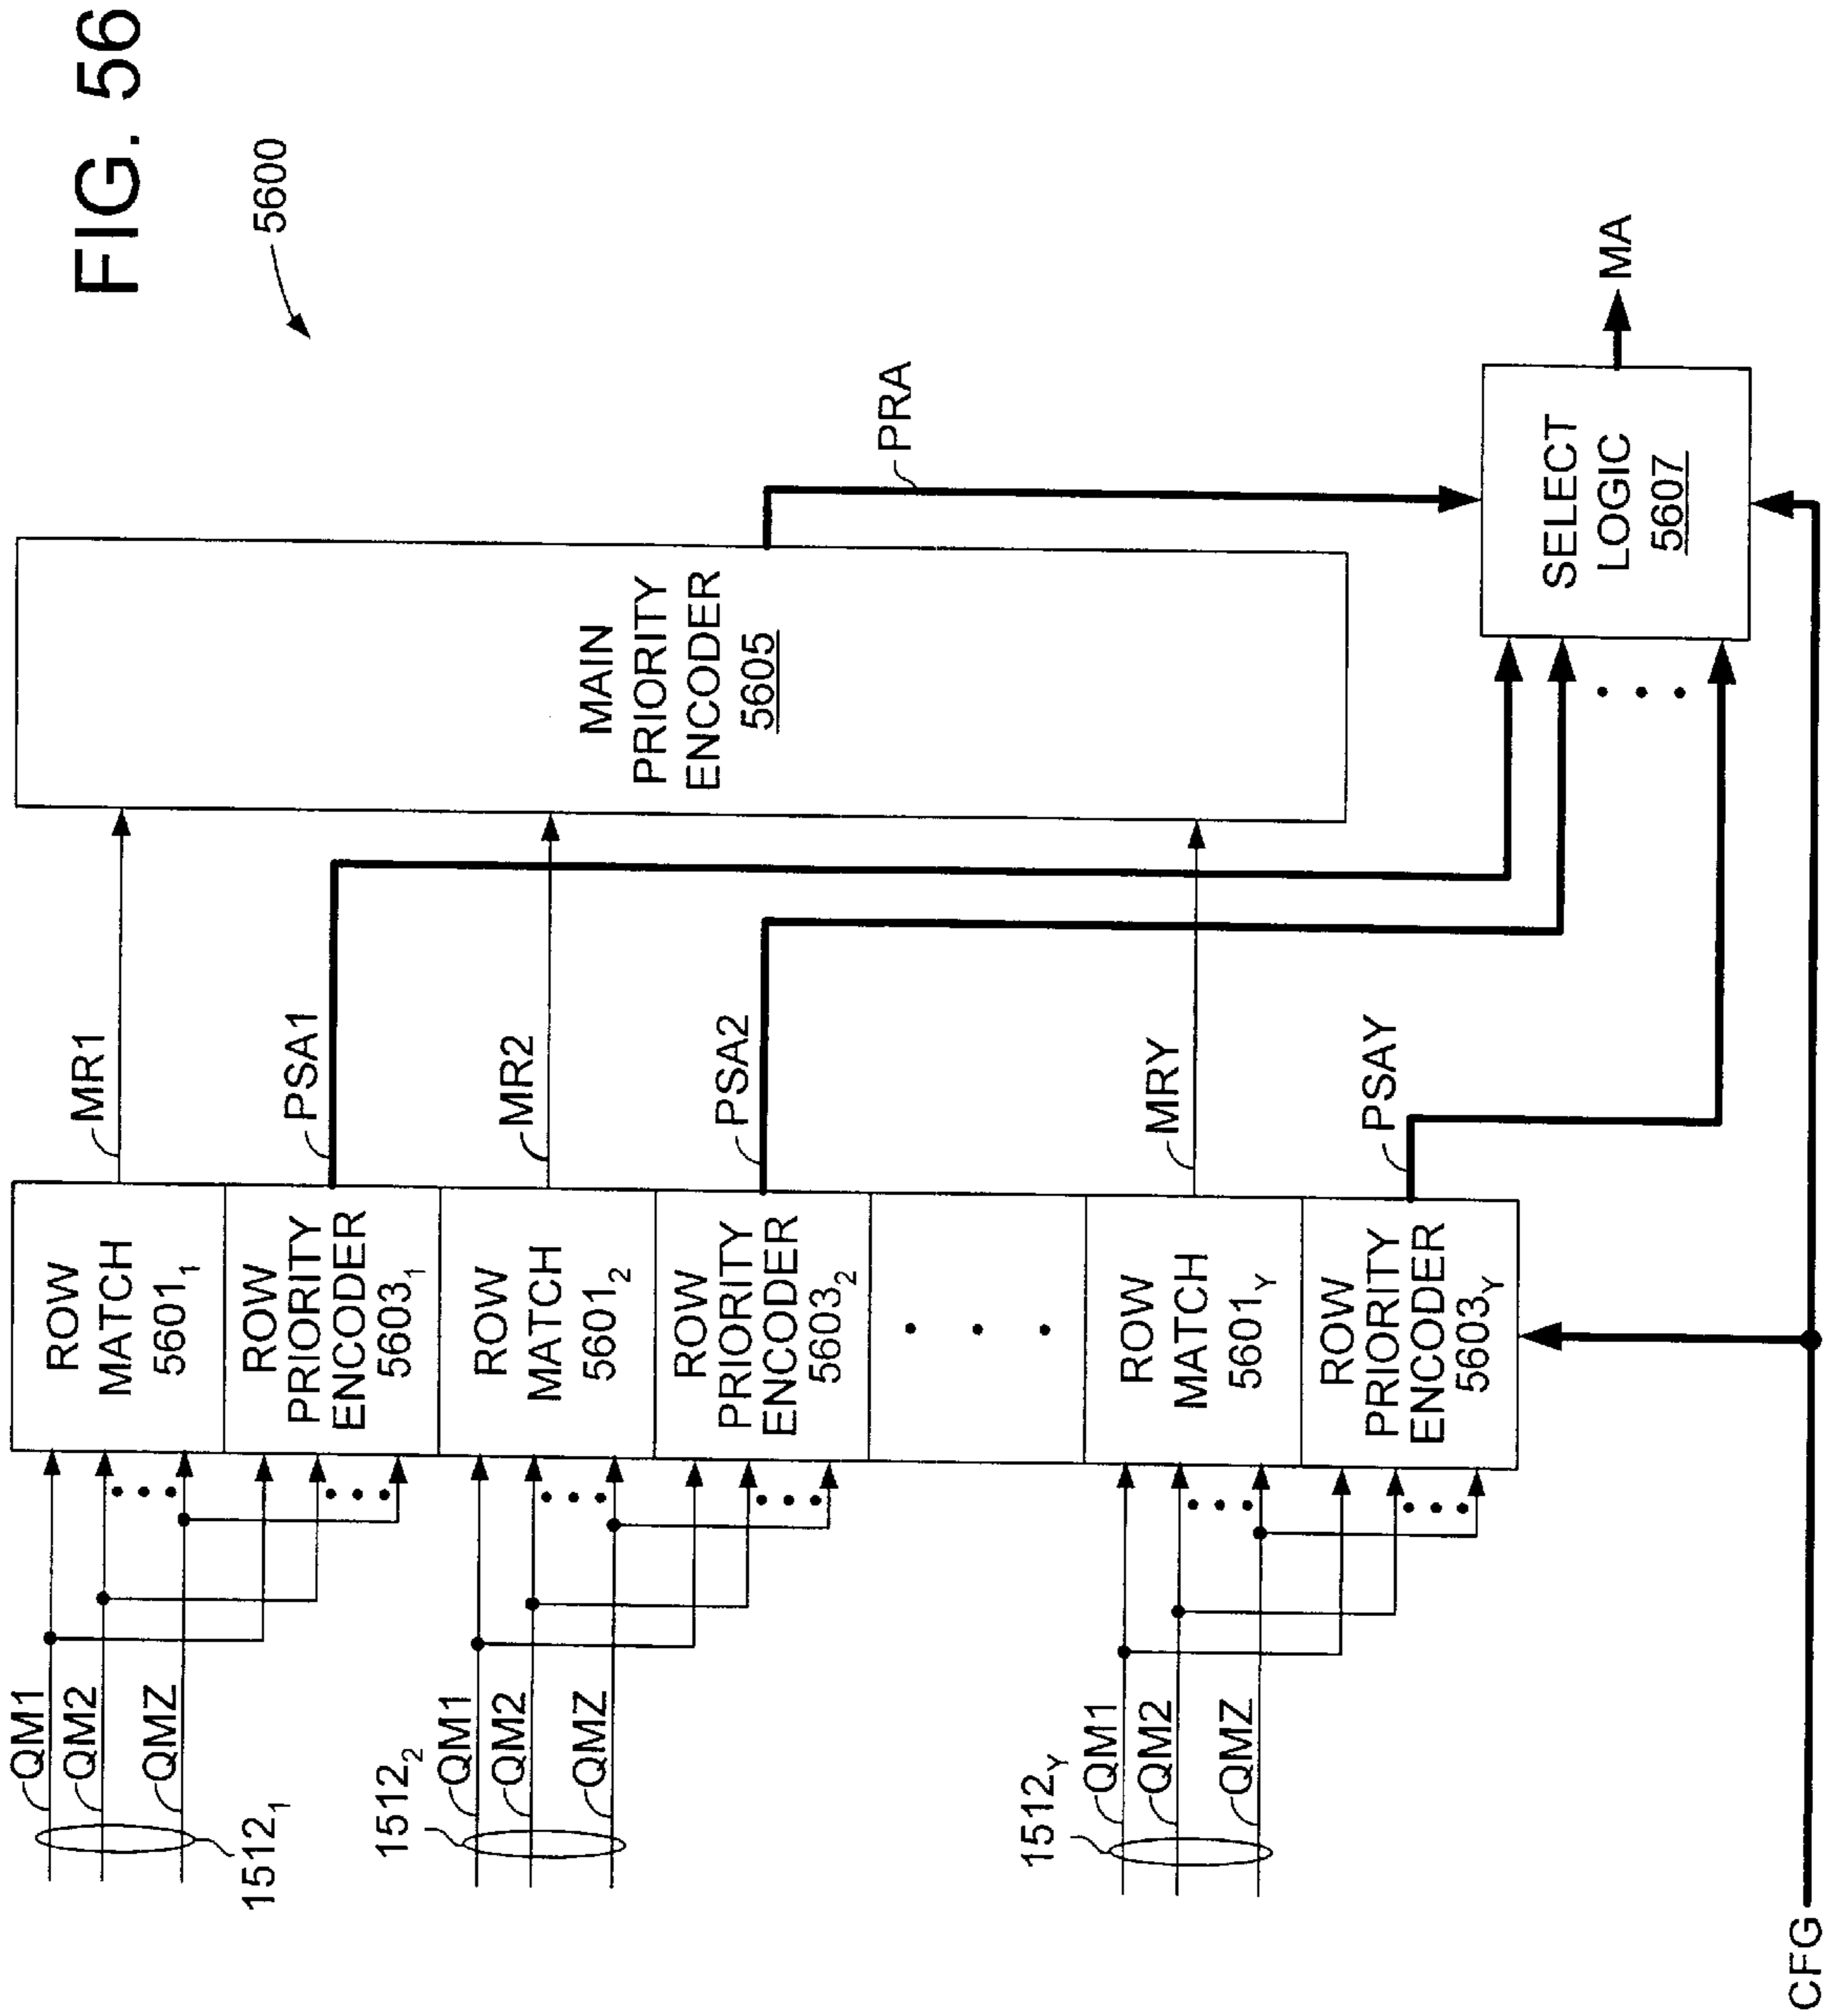 FIG. 56
5600
QM1
QM2
QMZ
1512₁
ROW
MATCH
5601₁
MR1
ROW
PRIORITY
ENCODER
5603₁
PSA1
1512₂
QM1
QM2
QMZ
ROW
MATCH
5601₂
MR2
ROW
PRIORITY
ENCODER
5603₂
PSA2
1512Y
QM1
QM2
QMZ
ROW
MATCH
5601Y
MRY
ROW
PRIORITY
ENCODER
5603Y
PSAY
MAIN
PRIORITY
ENCODER
5605
PRA
SELECT
LOGIC
5607
MA
CFG